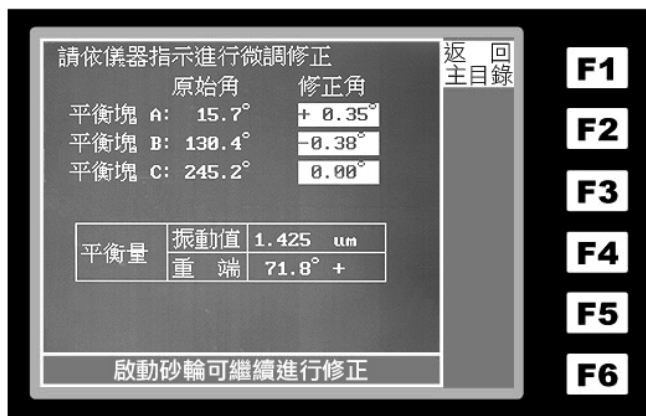 請依儀器指示進行微調修正
返 回
主目錄
原始角 修正角
平衡塊 A: 15.7° + 0.35°
平衡塊 B: 130.4° -0.38°
平衡塊 C: 245.2° 0.00°
平衡量 振動值 1.425 um
重 端 71.8° +
啟動砂輪可繼續進行修正
F1
F2
F3
F4
F5
F6